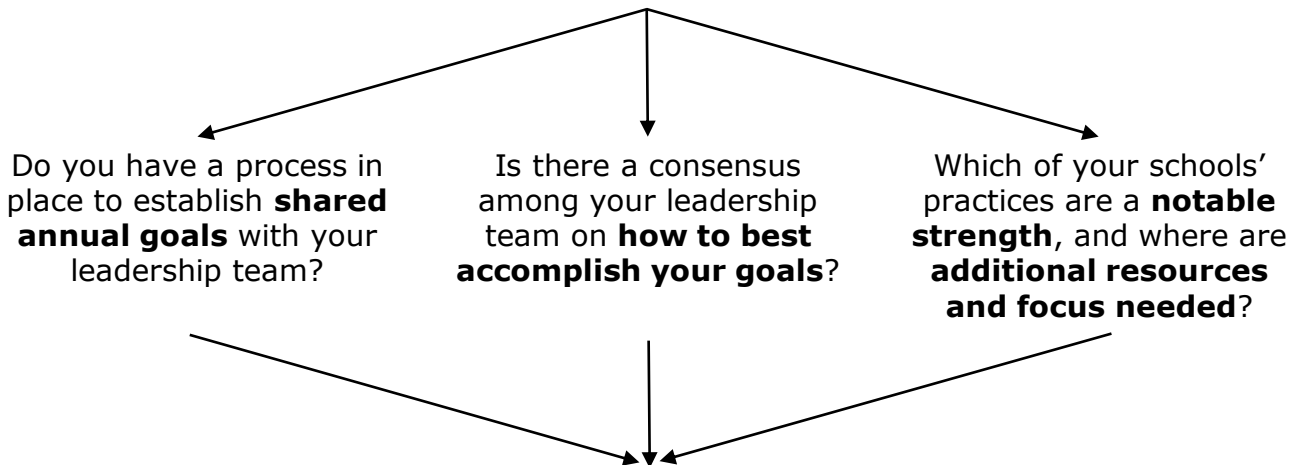 Do you have a process in
place to establish shared
annual goals with your
leadership team?
Is there a consensus
among your leadership
team on how to best
accomplish your goals?
Which of your schools’
practices are a notable
strength, and where are
additional resources
and focus needed?